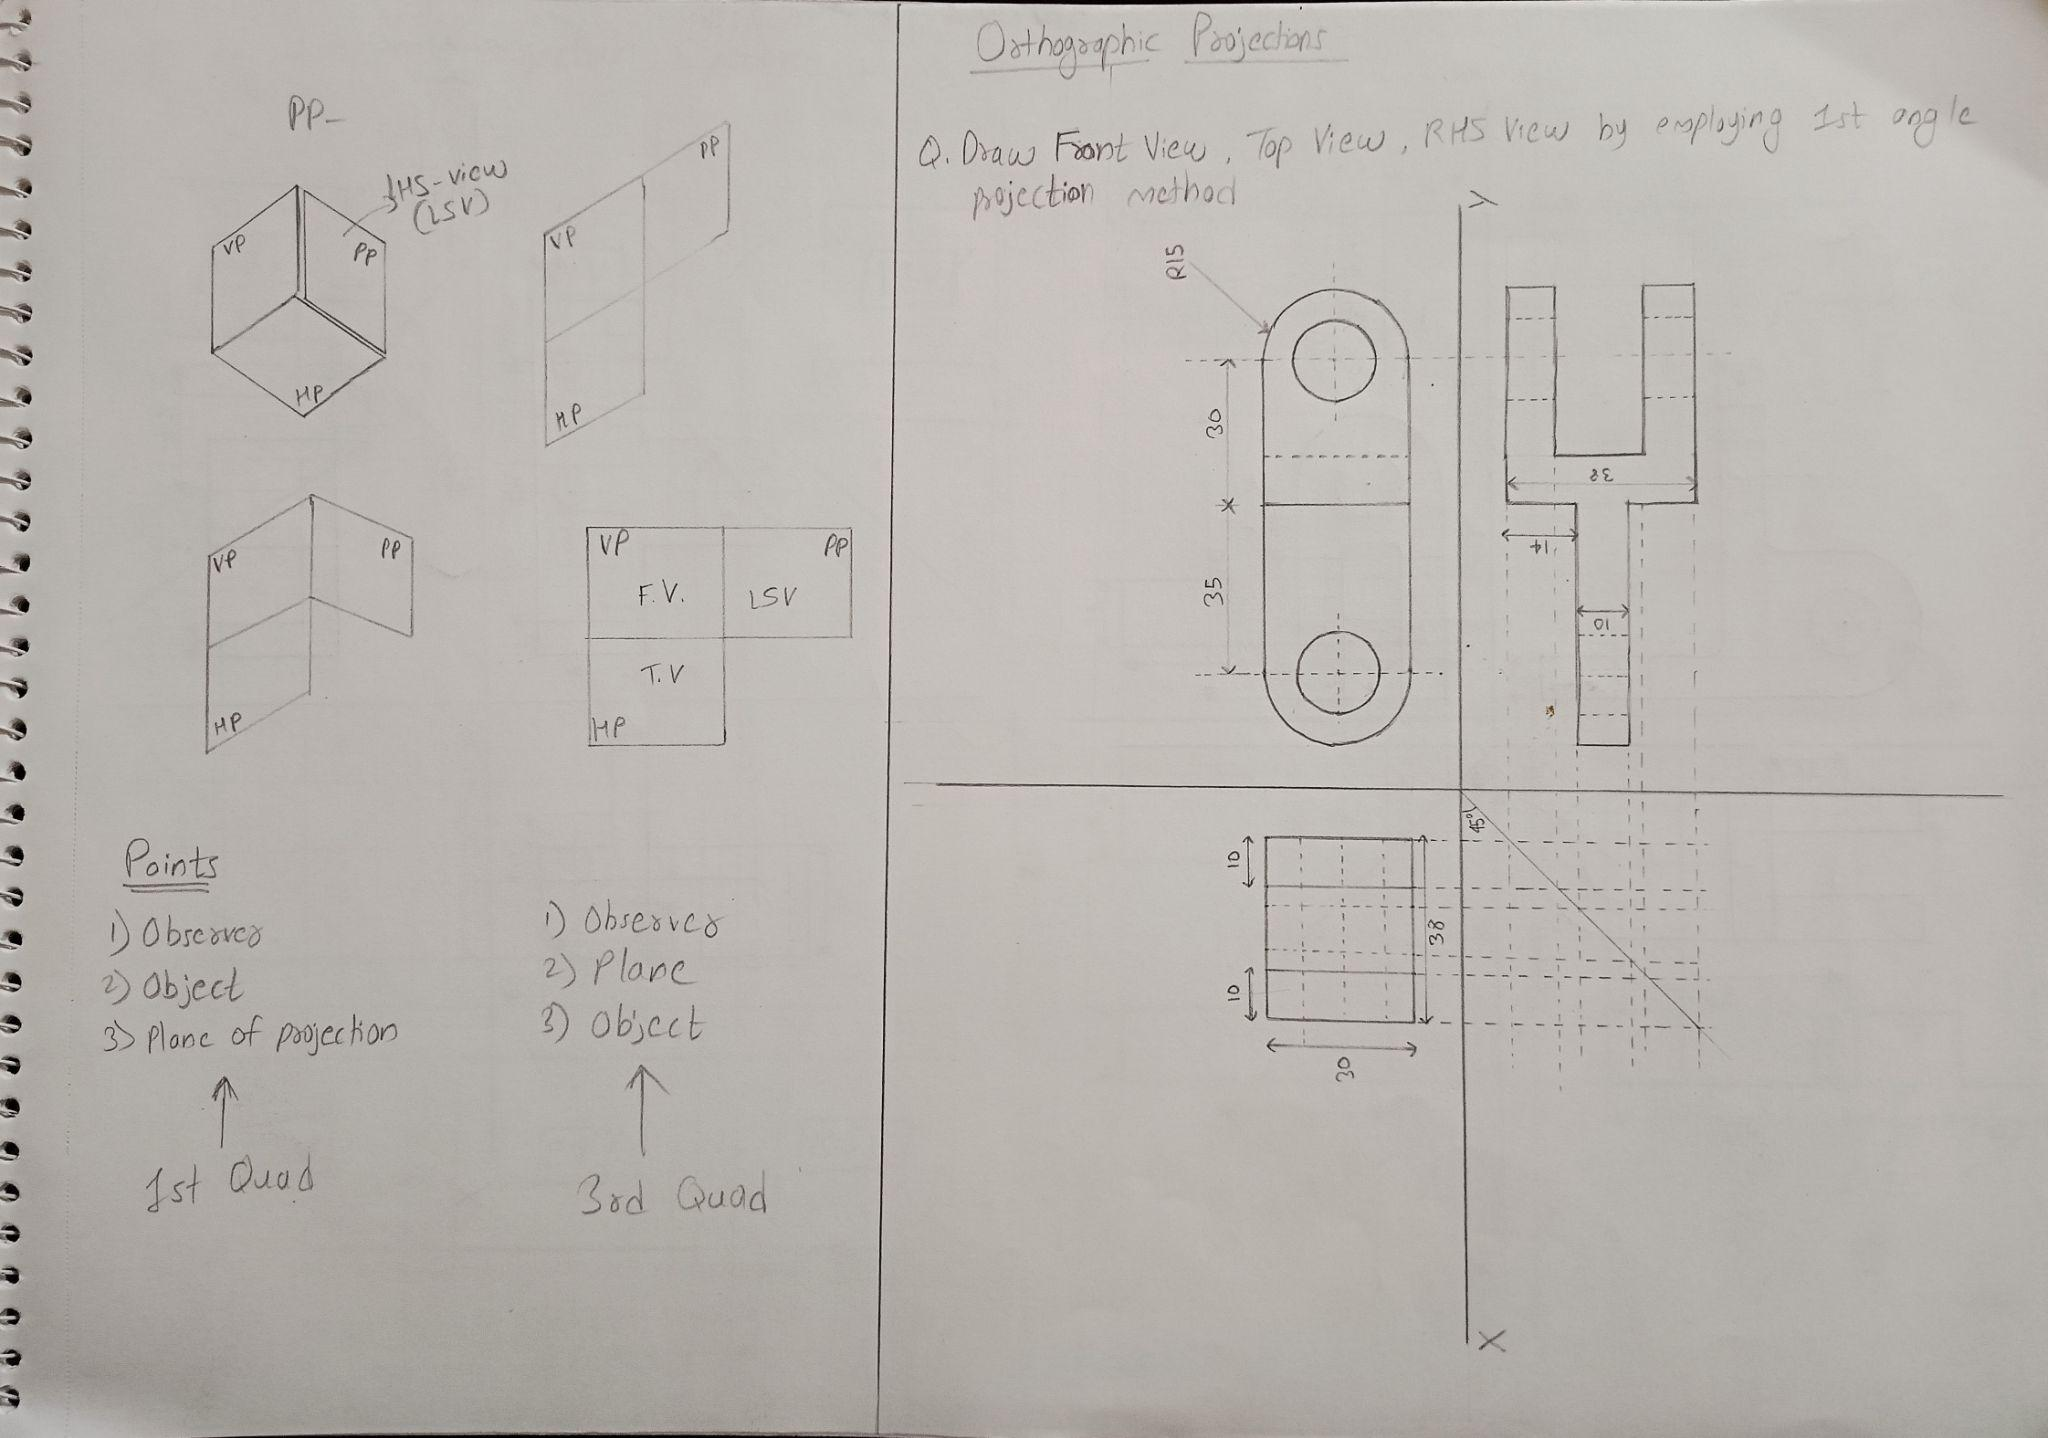 PP-
LHS-view
(LSV)
VP
PP
HP
VP
PP
HP
VP
PP
HP
VP
PP
F.V.
LSV
T.V
HP
Points
1) Observer
2) Object
3) Plane of projection
1st Quad
1) Observer
2) Plane
3) Object
3rd Quad
Orthographic Projections
Q. Draw Front View, Top View, RHS View by employing 1st angle
projection method
Y
R15
30
35
38
14
10
45°
10
38
10
30
X